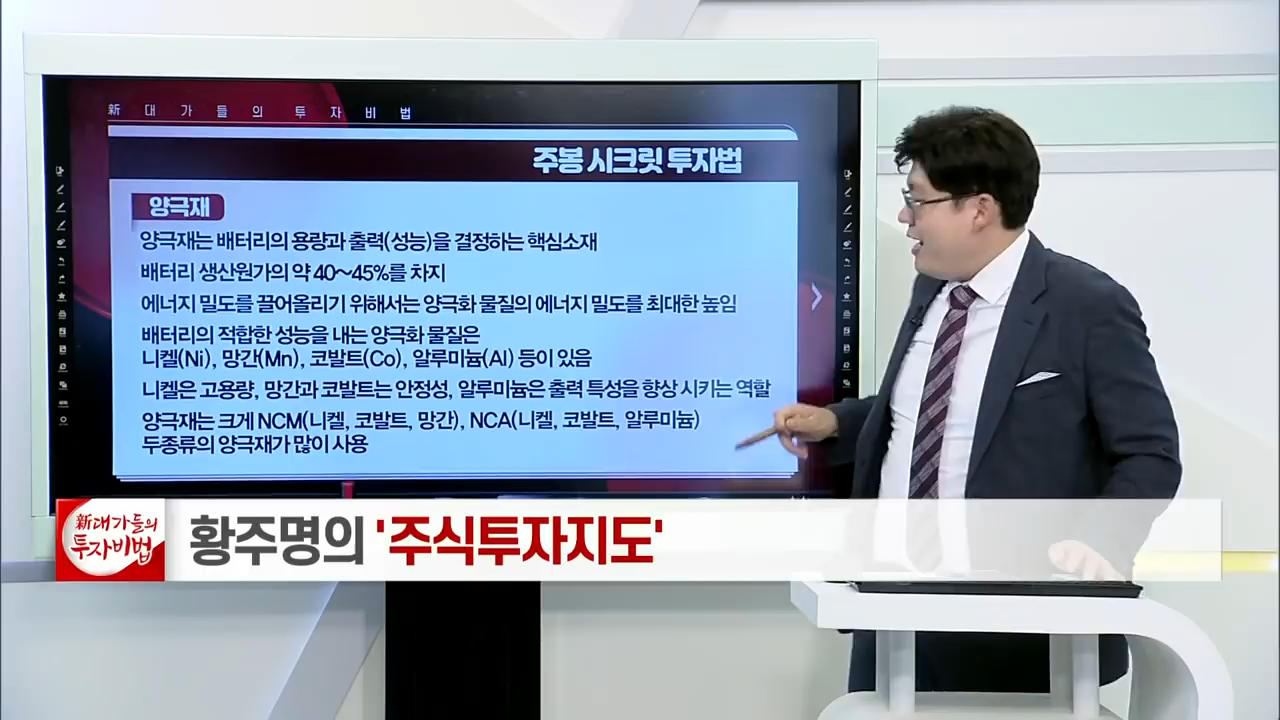 新 대 가 들 의 투 자 비 법
주봉 시크릿 투자법
양극재
양극재는 배터리의 용량과 출력(성능)을 결정하는 핵심소재
배터리 생산원가의 약 40~45%를 차지
에너지 밀도를 끌어올리기 위해서는 양극화 물질의 에너지 밀도를 최대한 높임
배터리의 적합한 성능을 내는 양극화 물질은
니켈(Ni), 망간(Mn), 코발트(Co), 알루미늄(Al) 등이 있음
니켈은 고용량, 망간과 코발트는 안정성, 알루미늄은 출력 특성을 향상 시키는 역할
양극재는 크게 NCM(니켈, 코발트, 망간), NCA(니켈, 코발트, 알루미늄)
두종류의 양극재가 많이 사용
新대가들의
투자비법
황주명의 '주식투자지도'